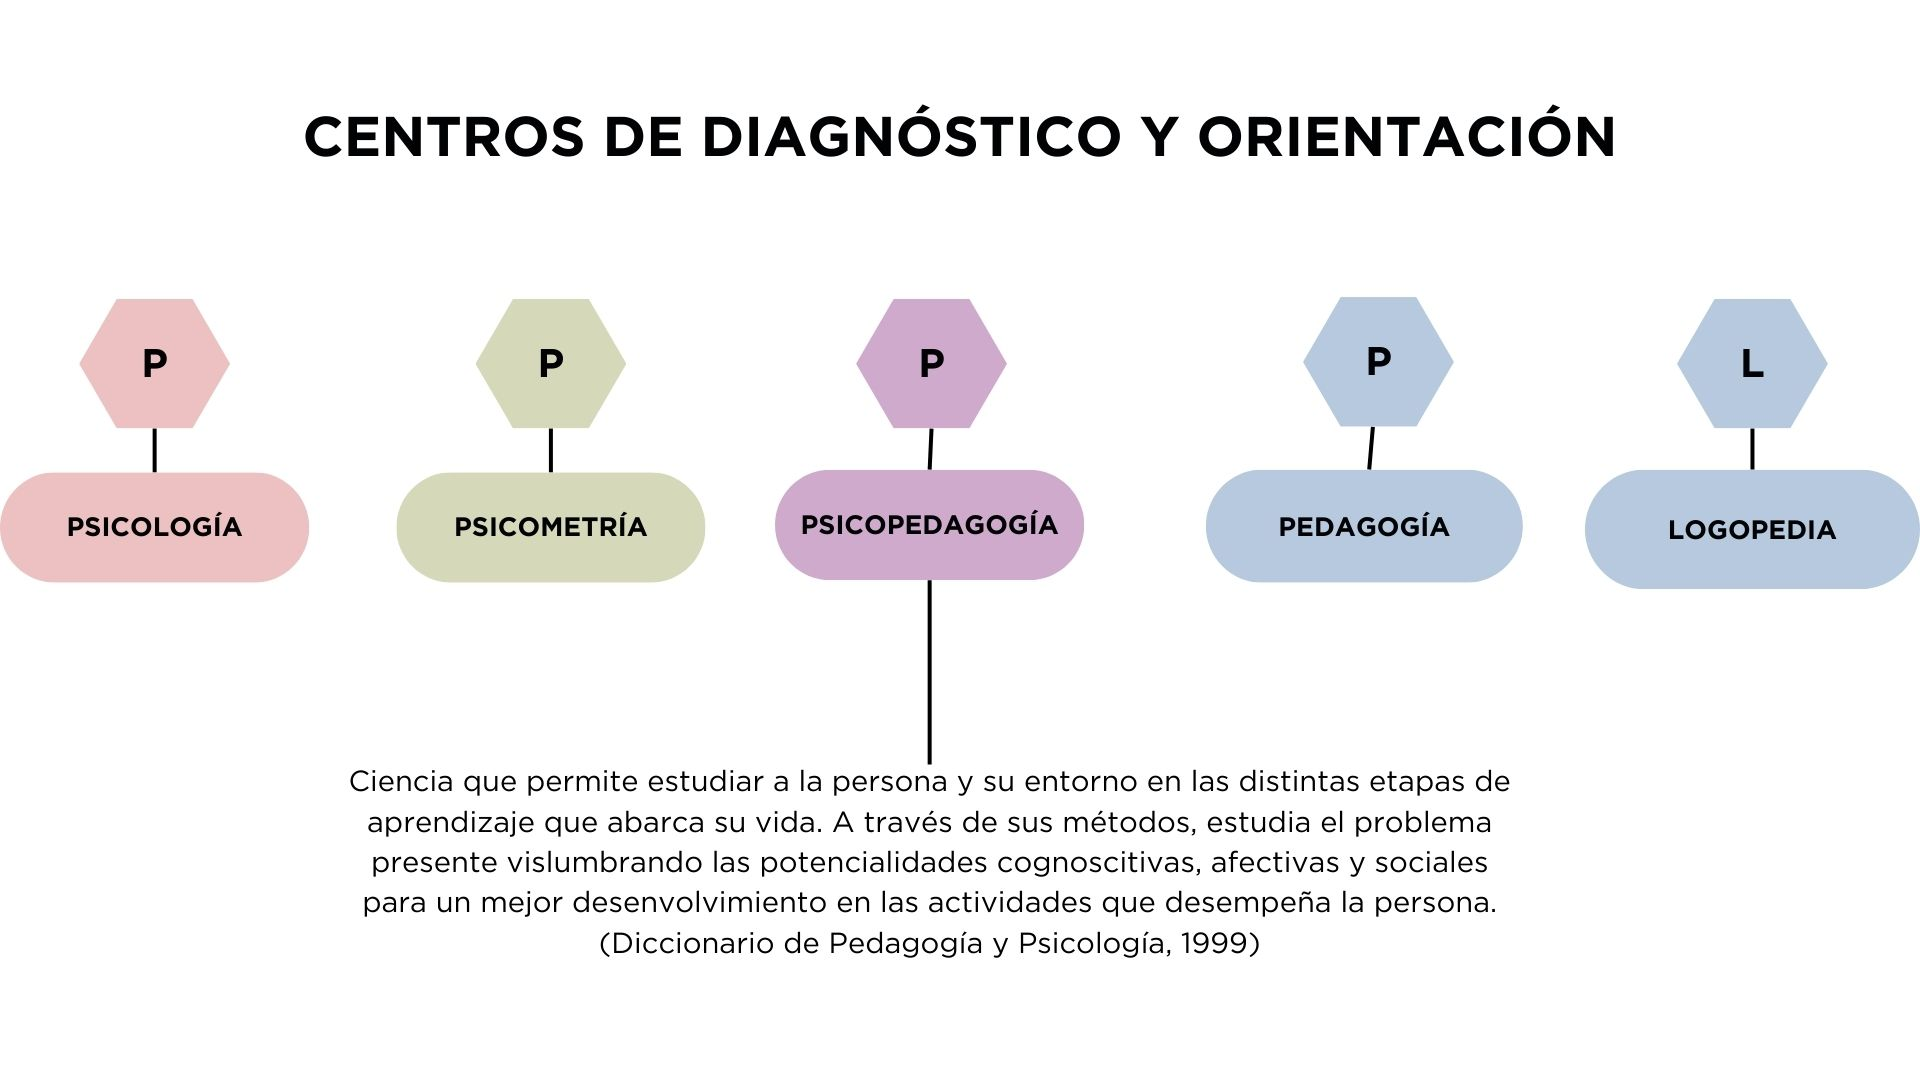 CENTROS DE DIAGNÓSTICO Y ORIENTACIÓN
P
P
P
P
L
PSICOLOGÍA
PSICOMETRÍA
PSICOPEDAGOGÍA
PEDAGOGÍA
LOGOPEDIA
Ciencia que permite estudiar a la persona y su entorno en las distintas etapas de
aprendizaje que abarca su vida. A través de sus métodos, estudia el problema
presente vislumbrando las potencialidades cognoscitivas, afectivas y sociales
para un mejor desenvolvimiento en las actividades que desempeña la persona.
(Diccionario de Pedagogía y Psicología, 1999)